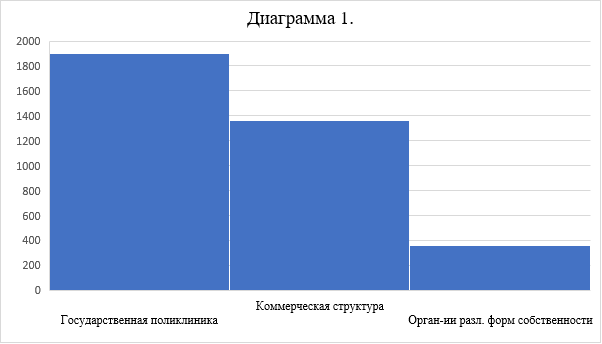 Диаграмма 1.
2000
1800
1600
1400
1200
1000
800
600
400
200
0
Коммерческая структура
Государственная поликлиника
Орган-ии разл. форм собственности